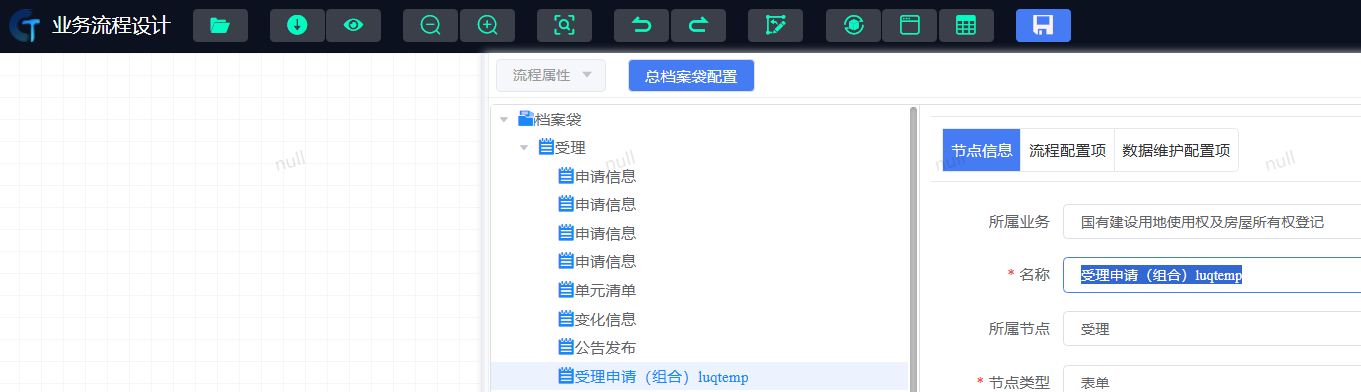 业务流程设计
流程属性
总档案袋配置
档案袋
受理
申请信息
申请信息
申请信息
申请信息
单元清单
变化信息
公告发布
受理申请（组合）luqtemp
节点信息 流程配置项 数据维护配置项
所属业务 国有建设用地使用权及房屋所有权登记
* 名称 受理申请（组合）luqtemp
所属节点 受理
* 节点类型 表单
null
null
null
null